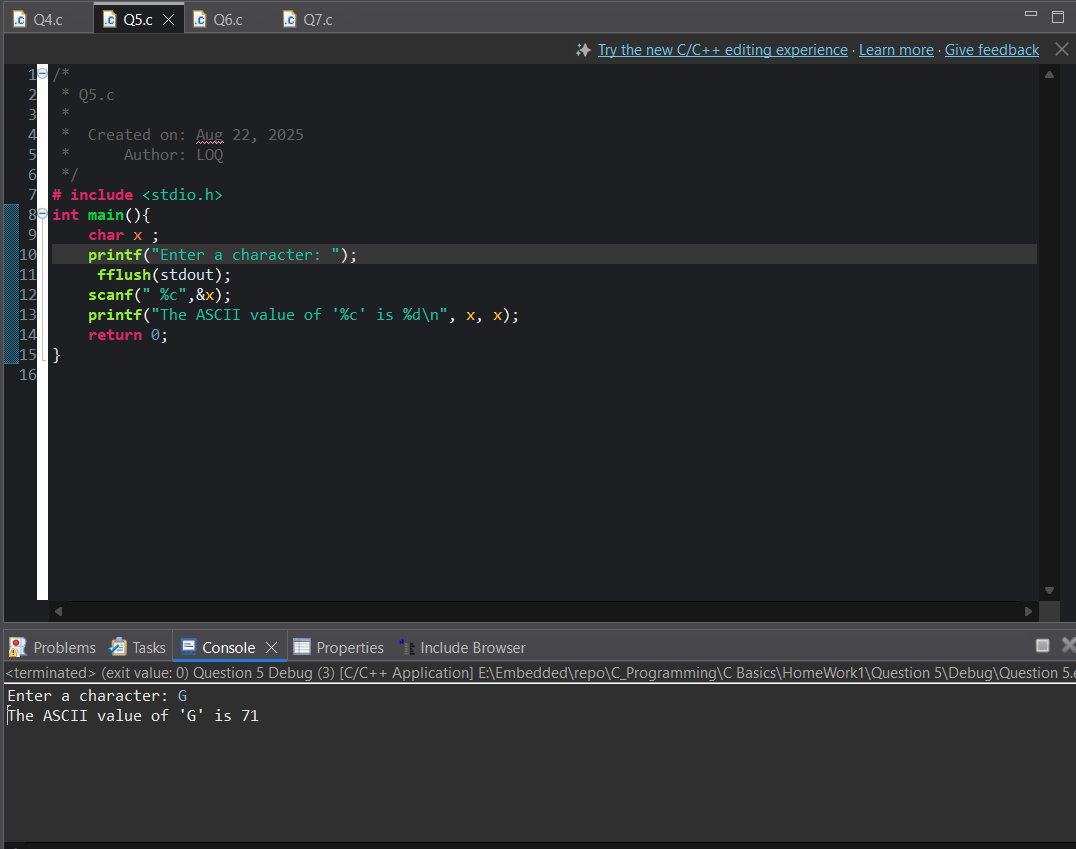 Q4.c Q5.c Q6.c Q7.c
Try the new C/C++ editing experience · Learn more · Give feedback
1 /*
2  * Q5.c
3  *
4  *  Created on: Aug 22, 2025
5  *      Author: LOQ
6  */
7 # include <stdio.h>
8 int main(){
9     char x ;
10     printf("Enter a character: ");
11      fflush(stdout);
12     scanf(" %c",&x);
13     printf("The ASCII value of '%c' is %d\n", x, x);
14     return 0;
15 }
16
Problems Tasks Console Properties Include Browser
<terminated> (exit value: 0) Question 5 Debug (3) [C/C++ Application] E:\Embedded\repo\C_Programming\C Basics\HomeWork1\Question 5\Debug\Question 5.e
Enter a character: G
The ASCII value of 'G' is 71